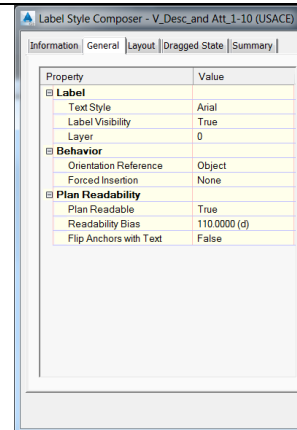 Label Style Composer - V_Desc_and Att_1-10 (USACE)
Information General Layout Dragged State Summary
Property Value
Label
Text Style Arial
Label Visibility True
Layer 0
Behavior
Orientation Reference Object
Forced Insertion None
Plan Readability
Plan Readable True
Readability Bias 110.0000 (d)
Flip Anchors with Text False